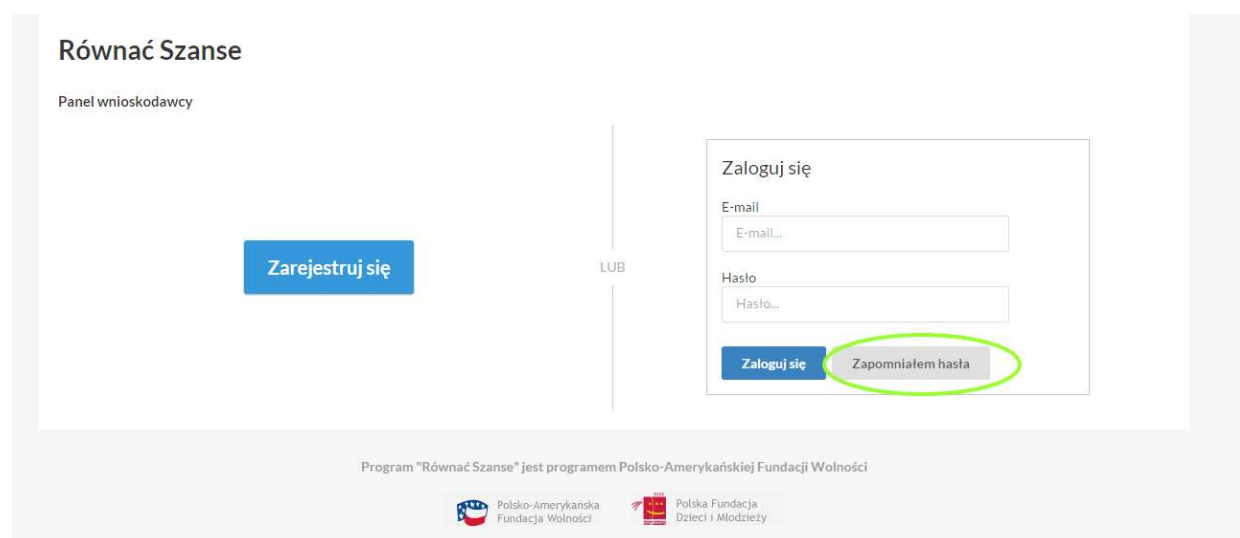 Równać Szanse
Panel wnioskodawcy
Zarejestruj się
LUB
Zaloguj się
E-mail
E-mail...
Hasło
Hasło...
Zaloguj się
Zapomniałem hasła
Program "Równać Szanse" jest programem Polsko-Amerykańskiej Fundacji Wolności
Polsko-Amerykańska
Fundacja Wolności
Polska Fundacja
Dzieci i Młodzieży